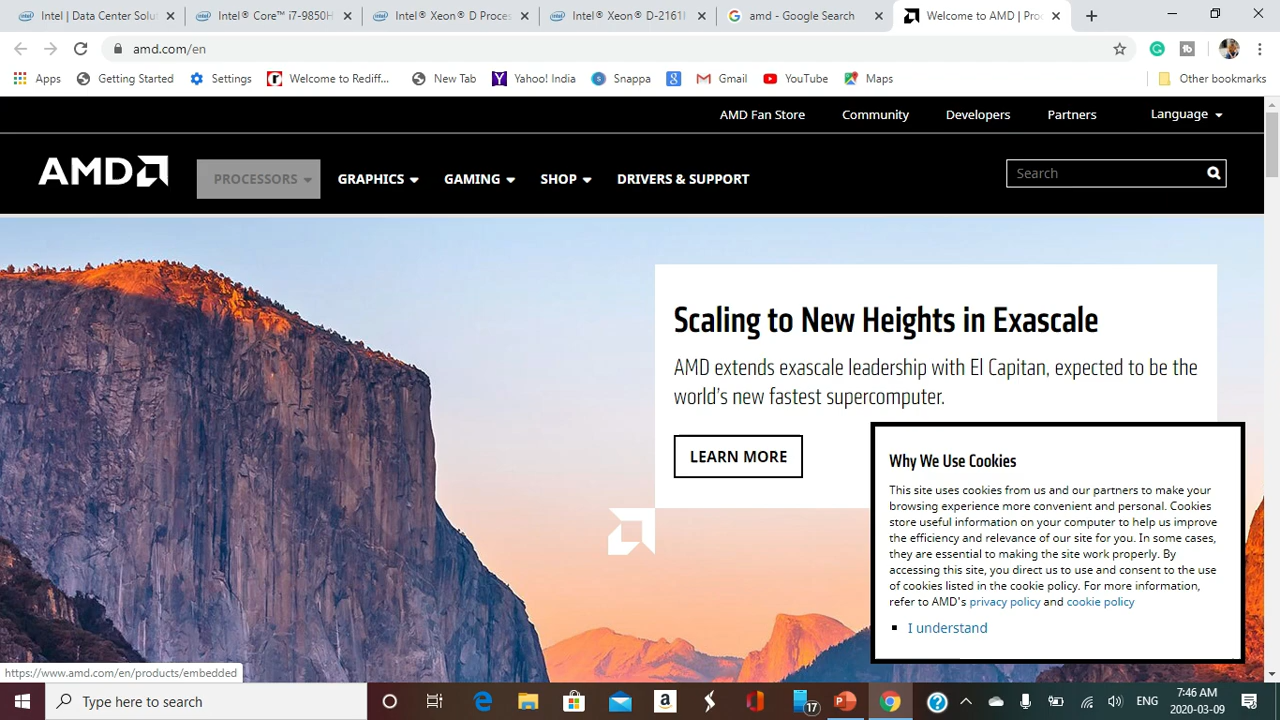 Intel | Data Center Solut
Intel® Core™ i7-9850H
Intel® Xeon® D Proces
Intel® Xeon® D-2161I
amd - Google Search
Welcome to AMD | Pro
amd.com/en
Apps
Getting Started
Settings
Welcome to Rediff...
New Tab
Yahoo! India
Snappa
Gmail
YouTube
Maps
Other bookmarks
AMD Fan Store
Community
Developers
Partners
Language
AMD
PROCESSORS
GRAPHICS
GAMING
SHOP
DRIVERS & SUPPORT
Search
Scaling to New Heights in Exascale
AMD extends exascale leadership with El Capitan, expected to be the
world's new fastest supercomputer.
LEARN MORE
Why We Use Cookies
This site uses cookies from us and our partners to make your
browsing experience more convenient and personal. Cookies
store useful information on your computer to help us improve
the efficiency and relevance of our site for you. In some cases,
they are essential to making the site work properly. By
accessing this site, you direct us to use and consent to the use
of cookies listed in the cookie policy. For more information,
refer to AMD's privacy policy and cookie policy
I understand
https://www.amd.com/en/products/embedded
Type here to search
17
ENG
7:46 AM
2020-03-09